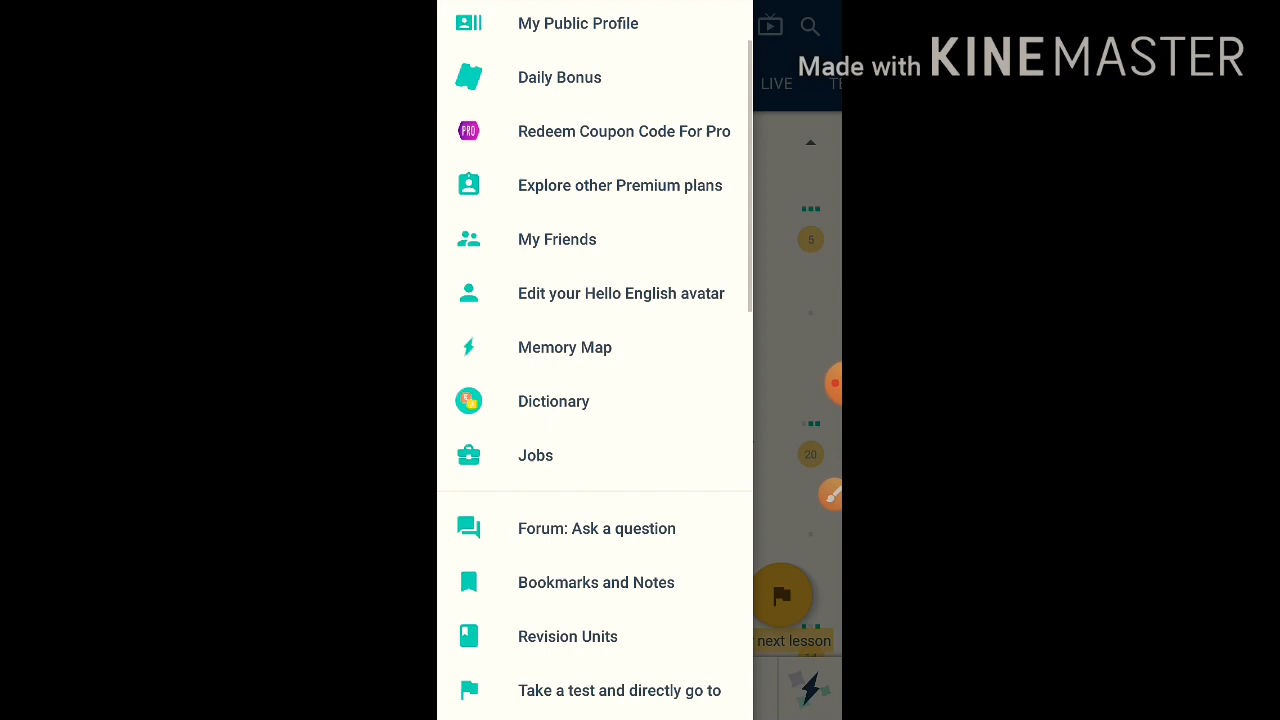 My Public Profile
Made with KINEMASTER
LIVE
Daily Bonus
PRO
Redeem Coupon Code For Pro
Explore other Premium plans
5
My Friends
Edit your Hello English avatar
Memory Map
Dictionary
20
Jobs
Forum: Ask a question
Bookmarks and Notes
Revision Units
next lesson
Take a test and directly go to